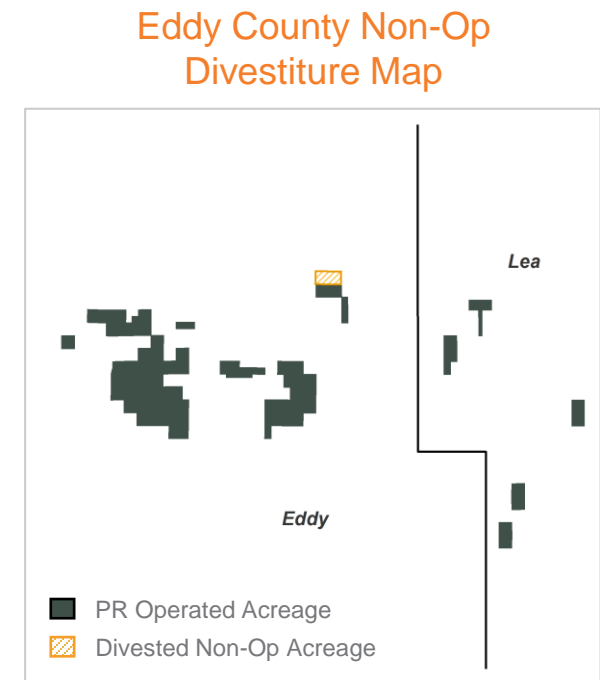 Eddy County Non-Op
Divestiture Map
Lea
Eddy
PR Operated Acreage
Divested Non-Op Acreage